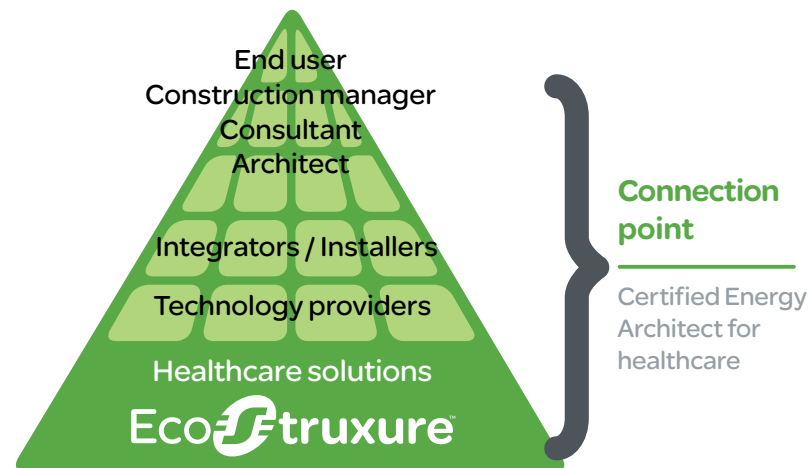 End user
Construction manager
Consultant
Architect
Integrators / Installers
Technology providers
Healthcare solutions
EcoStruxure™
Connection
point
Certified Energy
Architect for
healthcare